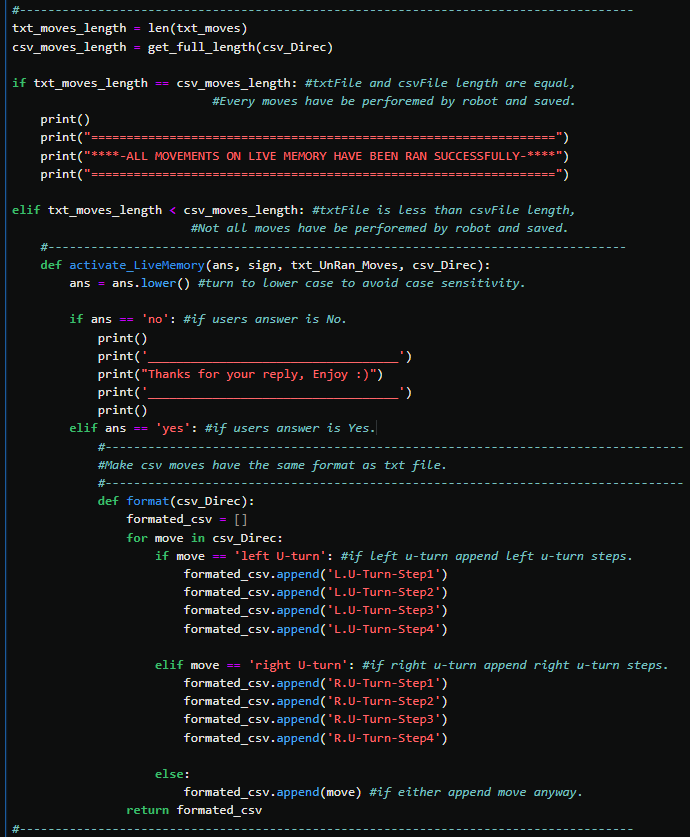 #--------------------------------------------------------------------------------------
txt_moves_length = len(txt_moves)
csv_moves_length = get_full_length(csv_Direc)
if txt_moves_length == csv_moves_length: #txtFile and csvFile length are equal,
#Every moves have be perforemed by robot and saved.
print()
print("=================================================================")
print("****-ALL MOVEMENTS ON LIVE MEMORY HAVE BEEN RAN SUCCESSFULLY-****")
print("=================================================================")
elif txt_moves_length < csv_moves_length: #txtFile is less than csvFile length,
#Not all moves have be perforemed by robot and saved.
#---------------------------------------------------------------------------------
def activate_LiveMemory(ans, sign, txt_UnRan_Moves, csv_Direc):
ans = ans.lower() #turn to lower case to avoid case sensitivity.
if ans == 'no': #if users answer is No.
print()
print('___________________________________')
print("Thanks for your reply, Enjoy :)")
print('___________________________________')
print()
elif ans == 'yes': #if users answer is Yes.
#---------------------------------------------------------------------------------
#Make csv moves have the same format as txt file.
#---------------------------------------------------------------------------------
def format(csv_Direc):
formated_csv = []
for move in csv_Direc:
if move == 'left U-turn': #if left u-turn append left u-turn steps.
formated_csv.append('L.U-Turn-Step1')
formated_csv.append('L.U-Turn-Step2')
formated_csv.append('L.U-Turn-Step3')
formated_csv.append('L.U-Turn-Step4')
elif move == 'right U-turn': #if right u-turn append right u-turn steps.
formated_csv.append('R.U-Turn-Step1')
formated_csv.append('R.U-Turn-Step2')
formated_csv.append('R.U-Turn-Step3')
formated_csv.append('R.U-Turn-Step4')
else:
formated_csv.append(move) #if either append move anyway.
return formated_csv
#--------------------------------------------------------------------------------------